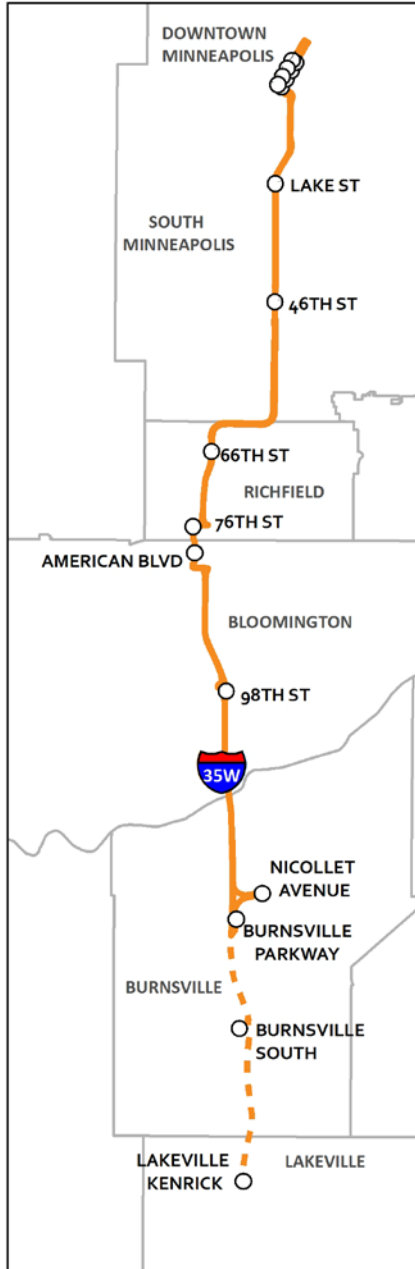 DOWNTOWN
MINNEAPOLIS
LAKE ST
SOUTH
MINNEAPOLIS
46TH ST
66TH ST
RICHFIELD
76TH ST
AMERICAN BLVD
BLOOMINGTON
98TH ST
35W
NICOLLET
AVENUE
BURNSVILLE
PARKWAY
BURNSVILLE
BURNSVILLE
SOUTH
LAKEVILLE
KENRICK
LAKEVILLE